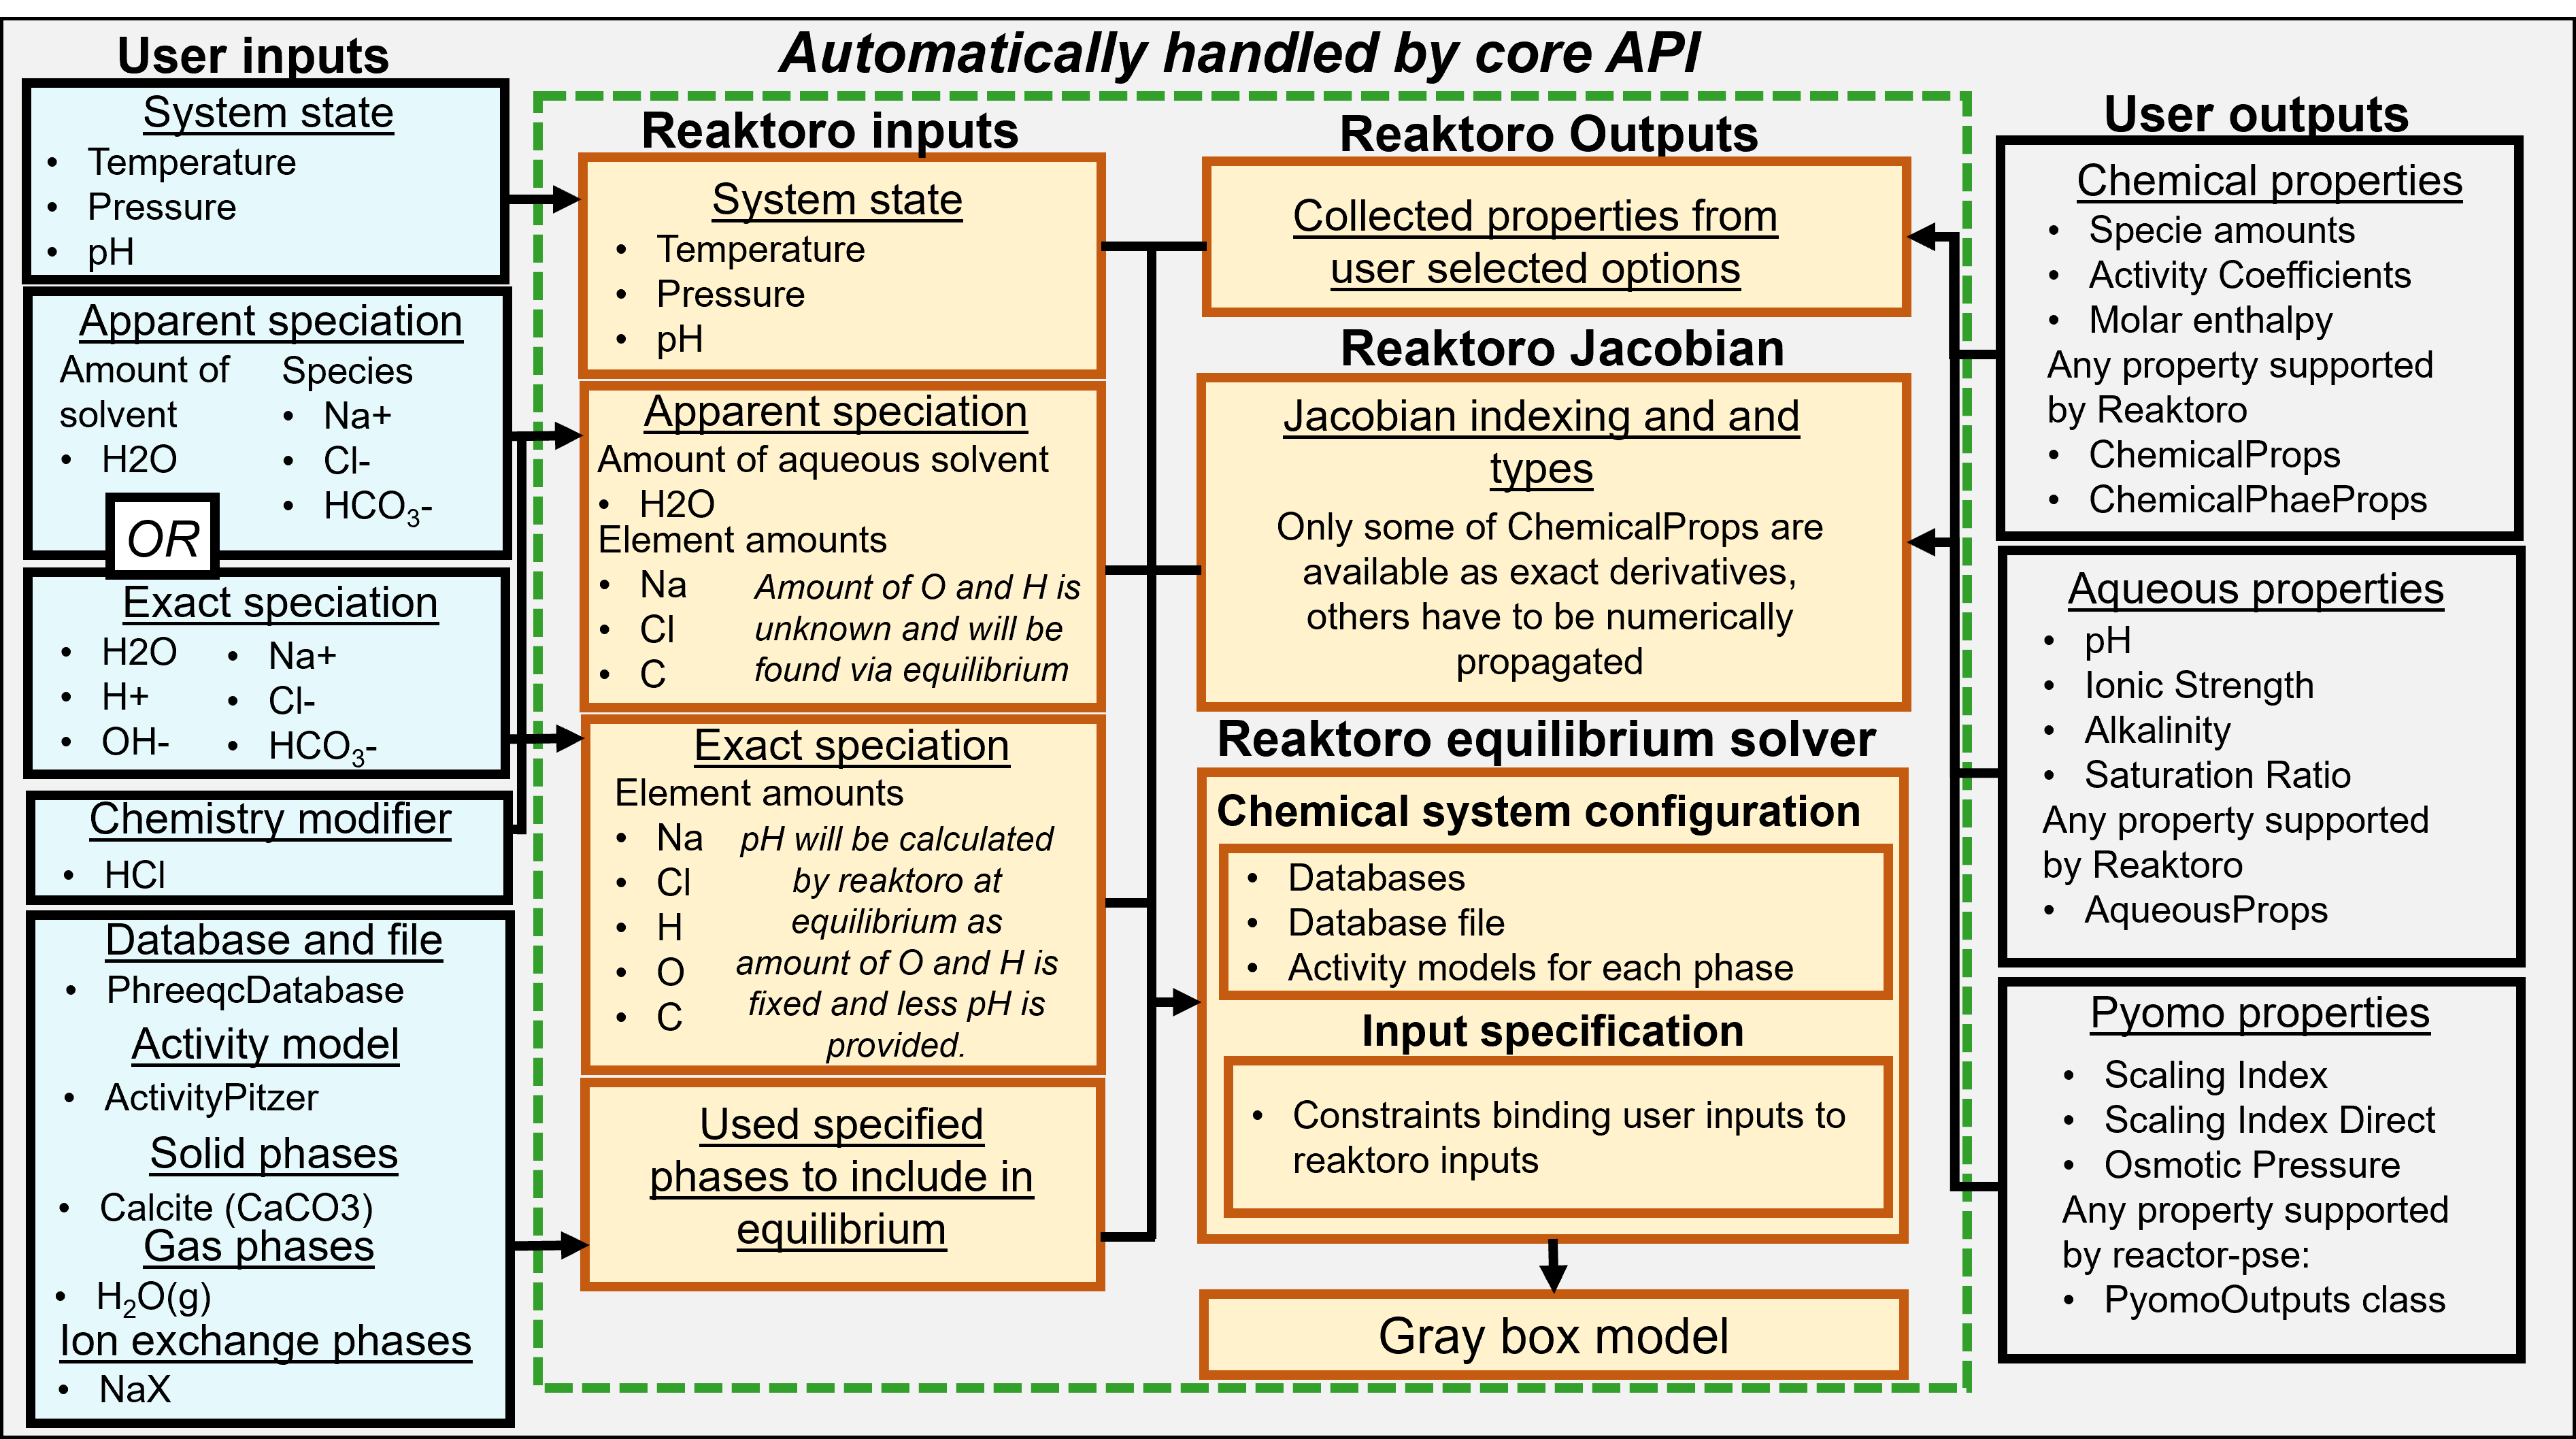 Automatically handled by core API
User inputs
System state
• Temperature
• Pressure
• pH
Apparent speciation
Amount of
solvent
• H2O
Species
• Na+
• Cl-
• HCO3-
OR
Exact speciation
• H2O
• H+
• OH-
• Na+
• Cl-
• HCO3-
Chemistry modifier
• HCl
Database and file
• PhreeqcDatabase
Activity model
• ActivityPitzer
Solid phases
• Calcite (CaCO3)
Gas phases
• H2O(g)
Ion exchange phases
• NaX
Reaktoro inputs
System state
• Temperature
• Pressure
• pH
Apparent speciation
Amount of aqueous solvent
• H2O
Element amounts
• Na
• Cl
• C
Amount of O and H is
unknown and will be
found via equilibrium
Exact speciation
Element amounts
• Na
• Cl
• H
• O
• C
pH will be calculated
by reaktoro at
equilibrium as
amount of O and H is
fixed and less pH is
provided.
Used specified
phases to include in
equilibrium
Reaktoro Outputs
Collected properties from
user selected options
Reaktoro Jacobian
Jacobian indexing and and
types
Only some of ChemicalProps are
available as exact derivatives,
others have to be numerically
propagated
Reaktoro equilibrium solver
Chemical system configuration
• Databases
• Database file
• Activity models for each phase
Input specification
• Constraints binding user inputs to
reaktoro inputs
Gray box model
User outputs
Chemical properties
• Specie amounts
• Activity Coefficients
• Molar enthalpy
Any property supported
by Reaktoro
• ChemicalProps
• ChemicalPhaeProps
Aqueous properties
• pH
• Ionic Strength
• Alkalinity
• Saturation Ratio
Any property supported
by Reaktoro
• AqueousProps
Pyomo properties
• Scaling Index
• Scaling Index Direct
• Osmotic Pressure
Any property supported
by reactor-pse:
• PyomoOutputs class